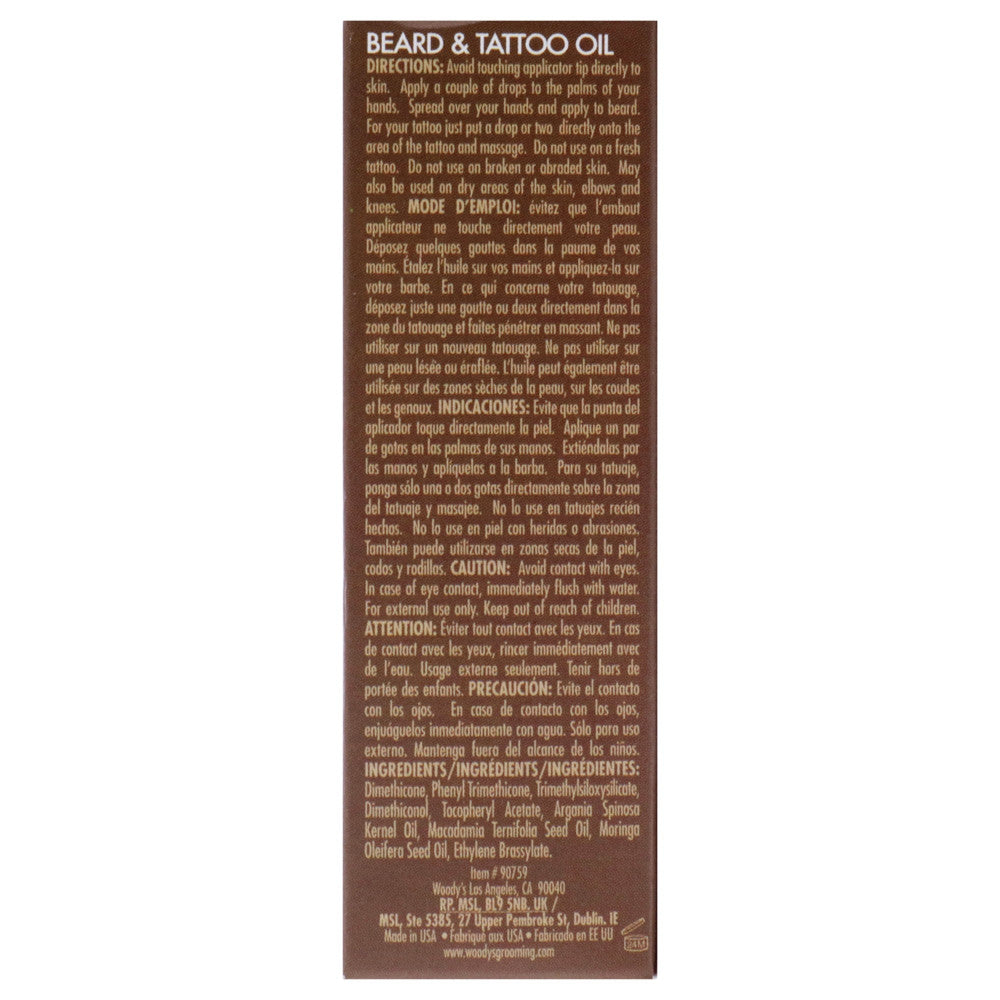 BEARD & TATTOO OIL
DIRECTIONS: Avoid touching applicator tip directly to
skin. Apply a couple of drops to the palms of your
hands. Spread over your hands and apply to beard.
For your tattoo just put a drop or two directly onto the
area of the tattoo and massage. Do not use on a fresh
tattoo. Do not use on broken or abraded skin. May
also be used on dry areas of the skin, elbows and
knees. MODE D'EMPLOI: évitez que l'embout
applicateur ne touche directement votre peau.
Déposez quelques gouttes dans la paume de vos
mains. Étalez l'huile sur vos mains et appliquez-la sur
votre barbe. En ce qui concerne votre tatouage,
déposez juste une goutte ou deux directement dans la
zone du tatouage et faites pénétrer en massant. Ne pas
utiliser sur un nouveau tatouage. Ne pas utiliser sur
une peau lésée ou éraflée. L'huile peut également être
utilisée sur des zones sèches de la peau, sur les coudes
et les genoux. INDICACIONES: Evite que la punta del
aplicador toque directamente la piel. Aplique un par
de gotas en las palmas de sus manos. Extiéndalas por
las manos y aplíquelas a la barba. Para su tatuaje,
ponga sólo una o dos gotas directamente sobre la zona
del tatuaje y masajee. No lo use en tatuajes recién
hechos. No lo use en piel con heridas o abrasiones.
También puede utilizarse en zonas secas de la piel,
codos y rodillas. CAUTION: Avoid contact with eyes.
In case of eye contact, immediately flush with water.
For external use only. Keep out of reach of children.
ATTENTION: Éviter tout contact avec les yeux. En cas
de contact avec les yeux, rincer immédiatement avec
de l'eau. Usage externe seulement. Tenir hors de
portée des enfants. PRECAUCIÓN: Evite el contacto
con los ojos. En caso de contacto con los ojos,
enjuáguelos inmediatamente con agua. Sólo para uso
externo. Mantenga fuera del alcance de los niños.
INGREDIENTS/INGRÉDIENTS/INGRÉDIENTES:
Dimethicone, Phenyl Trimethicone, Trimethylsiloxysilicate,
Dimethiconol, Tocopheryl Acetate, Argania Spinosa
Kernel Oil, Macadamia Ternifolia Seed Oil, Moringa
Oleifera Seed Oil, Ethylene Brassylate.
Item # 90759
Woody's Los Angeles, CA 90040
RP. MSL, BL9 5NB. UK /
MSL, Ste 5385, 27 Upper Pembroke St, Dublin. IE
Made in USA • Fabriqué aux USA • Fabricado en EE UU
www.woodysgrooming.com
24M